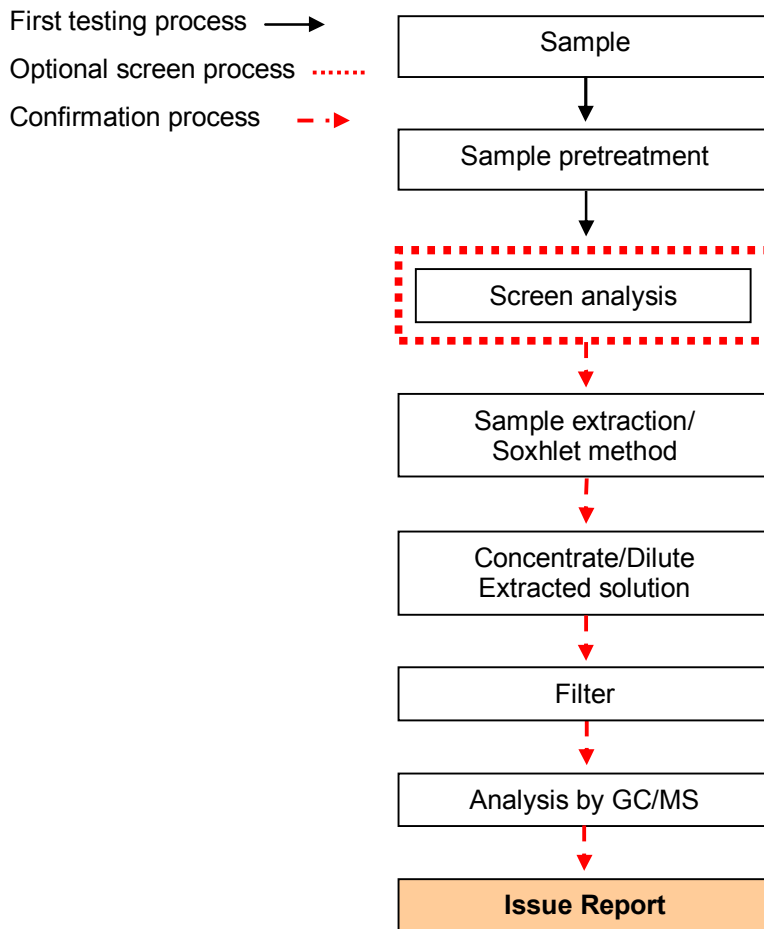 First testing process
Optional screen process
Confirmation process
Sample
Sample pretreatment
Screen analysis
Sample extraction/
Soxhlet method
Concentrate/Dilute
Extracted solution
Filter
Analysis by GC/MS
Issue Report